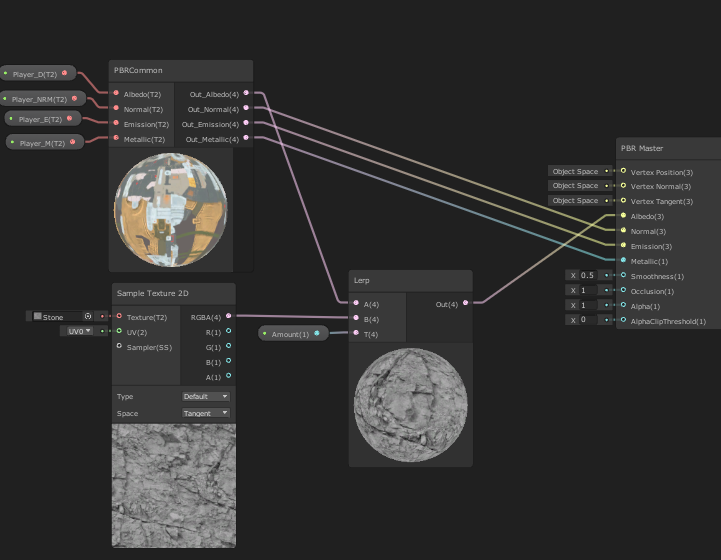 PBRCommon
Player_D(T2)
Player_NRM(T2)
Player_E(T2)
Player_M(T2)
Albedo(T2)
Normal(T2)
Emission(T2)
Metallic(T2)
Out_Albedo(4)
Out_Normal(4)
Out_Emission(4)
Out_Metallic(4)
Sample Texture 2D
Stone
UV0
Texture(T2)
UV(2)
Sampler(SS)
RGBA(4)
R(1)
G(1)
B(1)
A(1)
Type
Default
Space
Tangent
Amount(1)
Lerp
A(4)
B(4)
T(4)
Out(4)
PBR Master
Object Space
Vertex Position(3)
Object Space
Vertex Normal(3)
Object Space
Vertex Tangent(3)
Albedo(3)
Normal(3)
Emission(3)
Metallic(1)
X 0.5
Smoothness(1)
X 1
Occlusion(1)
X 1
Alpha(1)
X 0
AlphaClipThreshold(1)